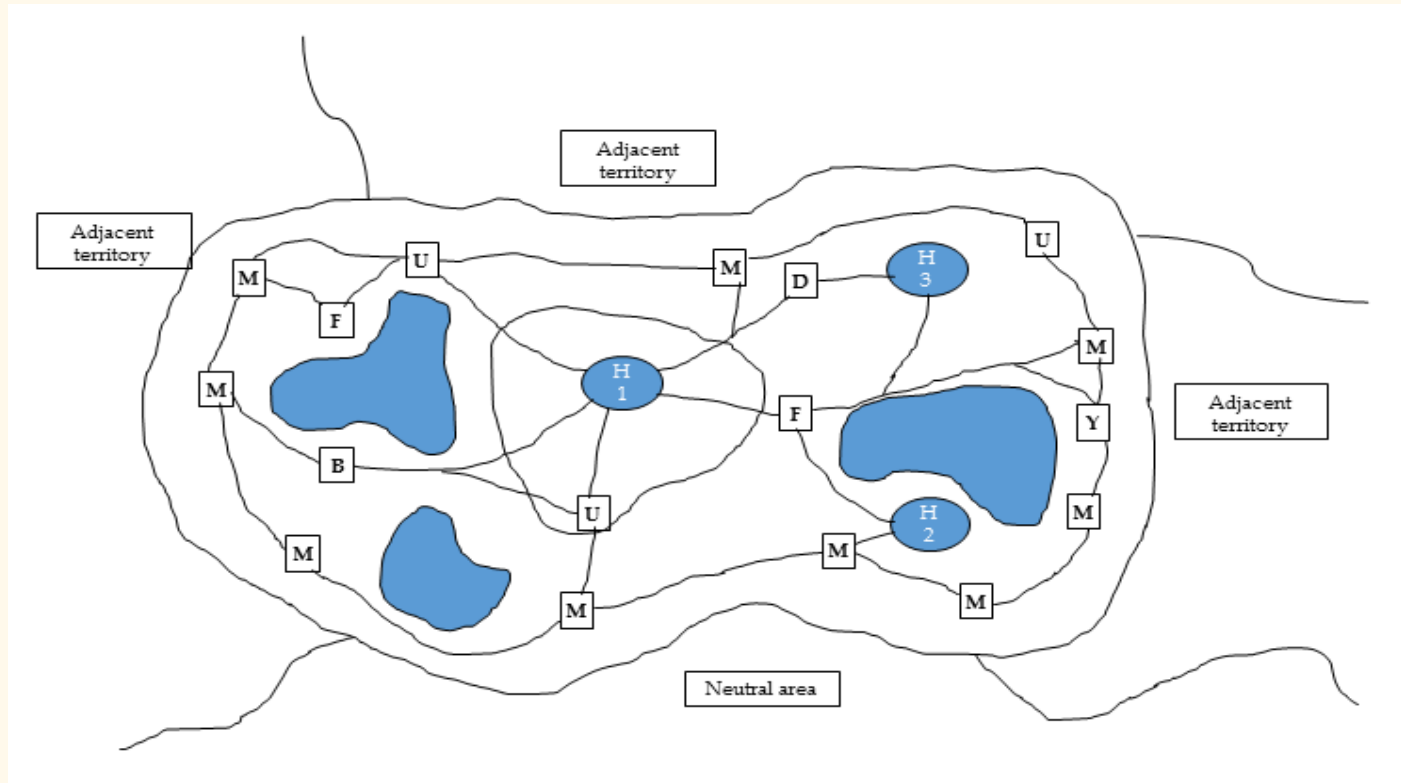 Adjacent
territory
Adjacent
territory
U
H
3
M
U
M
D
F
M
H
1
M
Adjacent
territory
F
Y
B
U
M
H
2
M
M
M
M
Neutral area